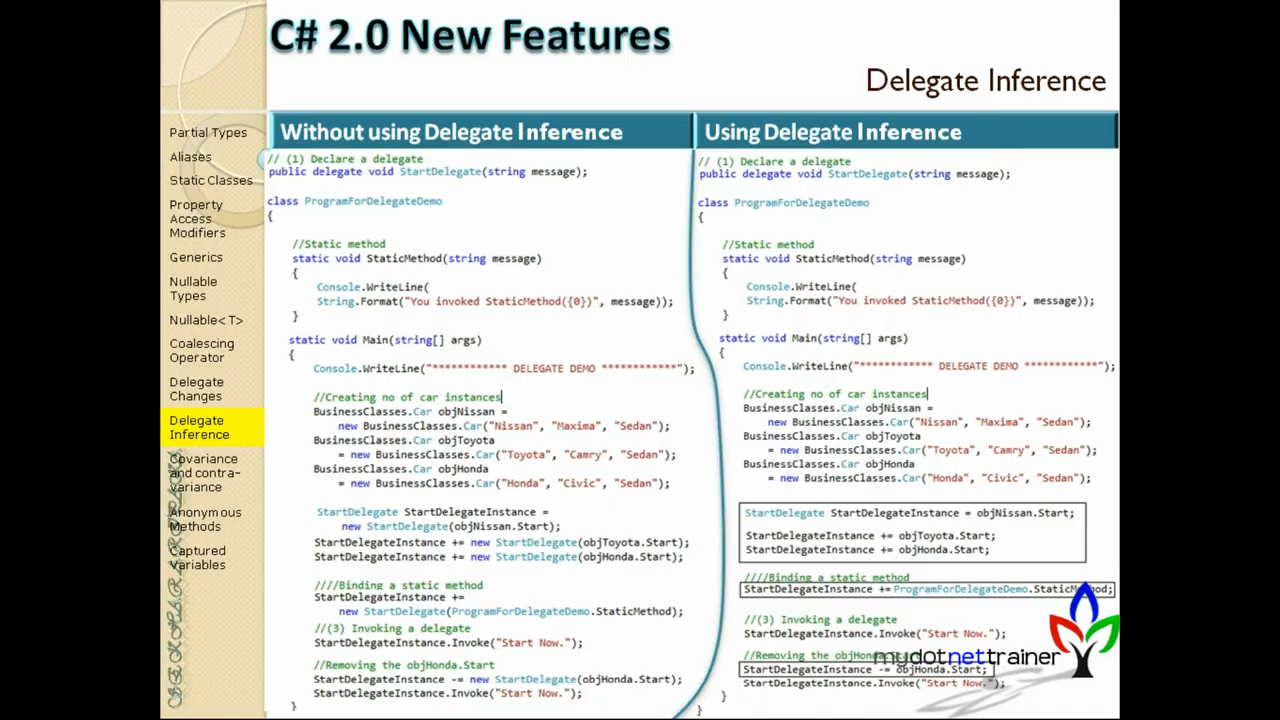 C# 2.0 New Features
Delegate Inference
Partial Types
Aliases
Static Classes
Property
Access
Modifiers
Generics
Nullable
Types
Nullable< T>
Coalescing
Operator
Delegate
Changes
Delegate
Inference
Covariance
and contra-
variance
Anonymous
Methods
Captured
Variables
Without using Delegate Inference
// (1) Declare a delegate
public delegate void StartDelegate(string message);
class ProgramForDelegateDemo
{
//Static method
static void StaticMethod(string message)
{
Console.WriteLine(
String.Format("You invoked StaticMethod({0})", message));
}
static void Main(string[] args)
{
Console.WriteLine("************ DELEGATE DEMO ************");
//Creating no of car instances
BusinessClasses.Car objNissan =
new BusinessClasses.Car("Nissan", "Maxima", "Sedan");
BusinessClasses.Car objToyota
= new BusinessClasses.Car("Toyota", "Camry", "Sedan");
BusinessClasses.Car objHonda
= new BusinessClasses.Car("Honda", "Civic", "Sedan");
StartDelegate StartDelegateInstance =
new StartDelegate(objNissan.Start);
StartDelegateInstance += new StartDelegate(objToyota.Start);
StartDelegateInstance += new StartDelegate(objHonda.Start);
////Binding a static method
StartDelegateInstance +=
new StartDelegate(ProgramForDelegateDemo.StaticMethod);
//(3) Invoking a delegate
StartDelegateInstance.Invoke("Start Now.");
//Removing the objHonda.Start
StartDelegateInstance -= new StartDelegate(objHonda.Start);
StartDelegateInstance.Invoke("Start Now.");
}
Using Delegate Inference
// (1) Declare a delegate
public delegate void StartDelegate(string message);
class ProgramForDelegateDemo
{
//Static method
static void StaticMethod(string message)
{
Console.WriteLine(
String.Format("You invoked StaticMethod({0})", message));
}
static void Main(string[] args)
{
Console.WriteLine("************ DELEGATE DEMO ************");
//Creating no of car instances
BusinessClasses.Car objNissan =
new BusinessClasses.Car("Nissan", "Maxima", "Sedan");
BusinessClasses.Car objToyota
= new BusinessClasses.Car("Toyota", "Camry", "Sedan");
BusinessClasses.Car objHonda
= new BusinessClasses.Car("Honda", "Civic", "Sedan");
StartDelegate StartDelegateInstance = objNissan.Start;
StartDelegateInstance += objToyota.Start;
StartDelegateInstance += objHonda.Start;
////Binding a static method
StartDelegateInstance += ProgramForDelegateDemo.StaticMethod;
//(3) Invoking a delegate
StartDelegateInstance.Invoke("Start Now.");
//Removing the objHonda.Start
StartDelegateInstance -= objHonda.Start;
StartDelegateInstance.Invoke("Start Now.");
}
}
mydotnettrainer